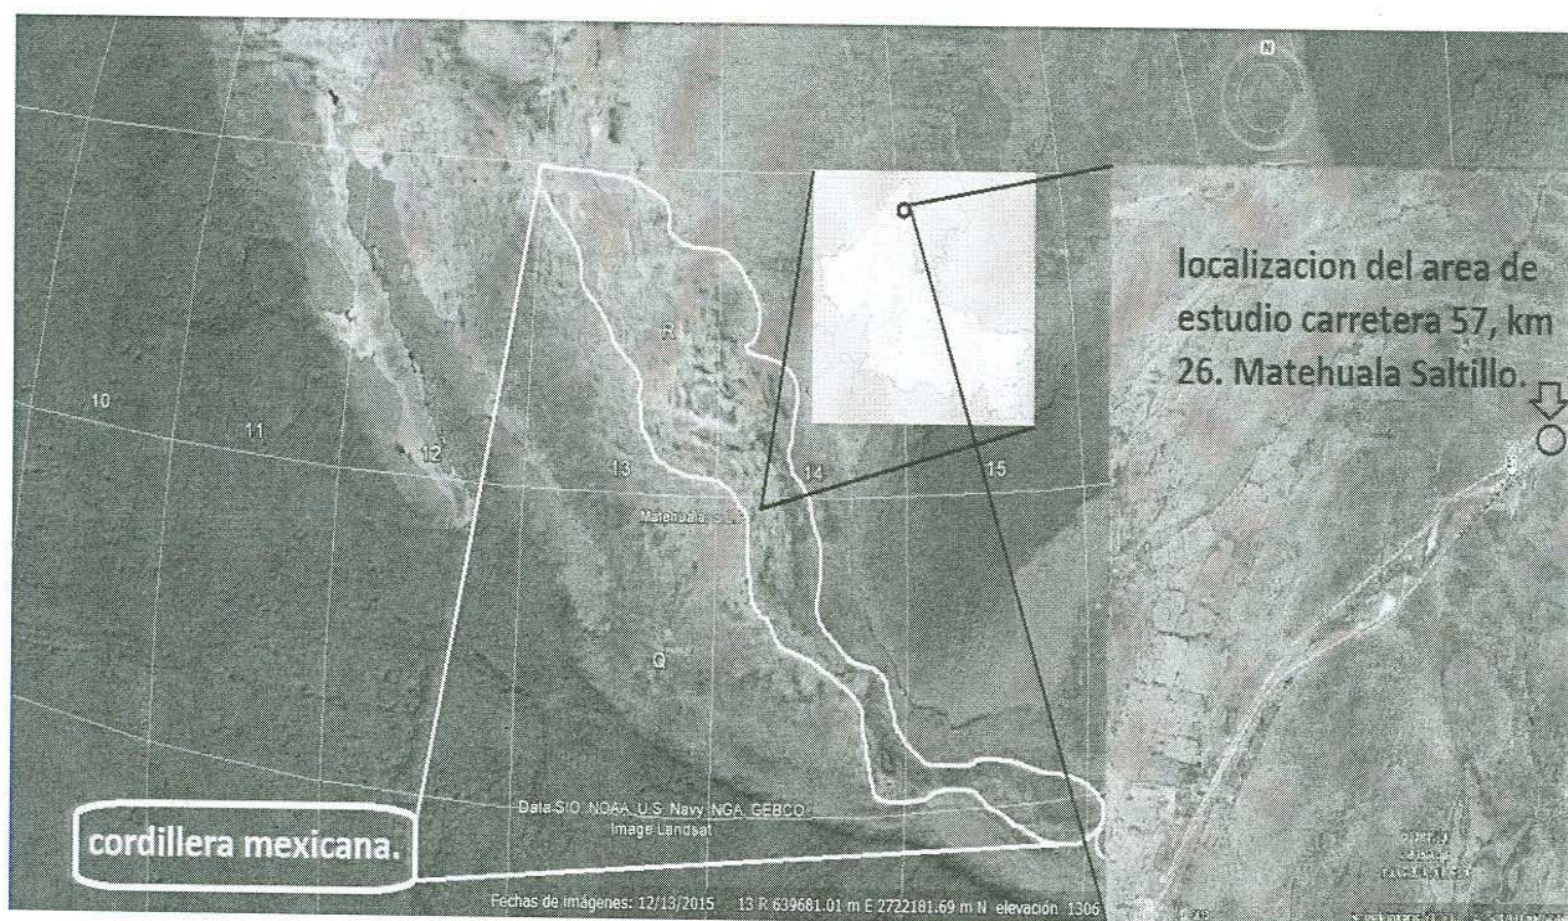 N
localizacion del area de
estudio carretera 57, km
26. Matehuala Saltillo.
R
10
11
12
13
14
15
Matehuala
Q
Data SIO, NOAA, U.S. Navy, NGA, GEBCO
Image Landsat
cordillera mexicana.
Fechas de imágenes: 12/13/2015 13 R 639681.01 m E 2722181.69 m N elevación 1306